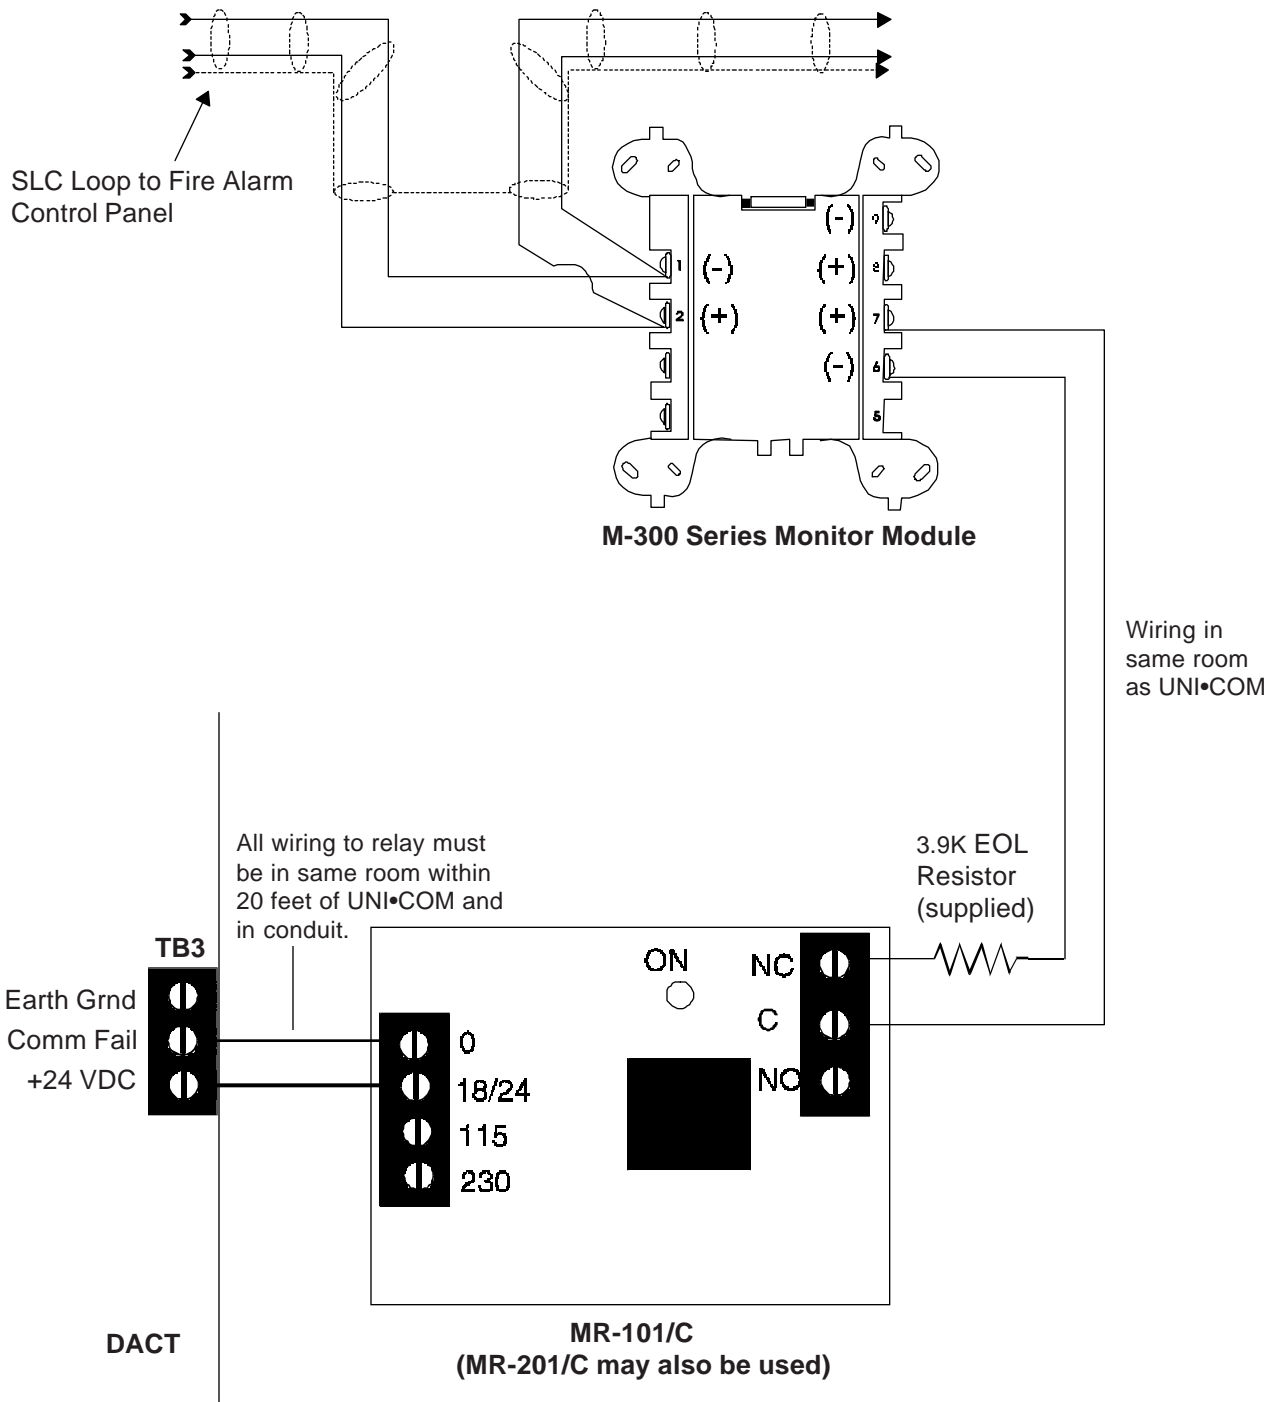 SLC Loop to Fire Alarm
Control Panel
(-) 9
1 (-) (+) 8
2 (+) (+) 7
(-) 6
5
M-300 Series Monitor Module
Wiring in
same room
as UNI•COM
All wiring to relay must
be in same room within
20 feet of UNI•COM and
in conduit.
3.9K EOL
Resistor
(supplied)
TB3
Earth Grnd
Comm Fail
+24 VDC
0
18/24
115
230
ON
NC
C
NO
DACT
MR-101/C
(MR-201/C may also be used)